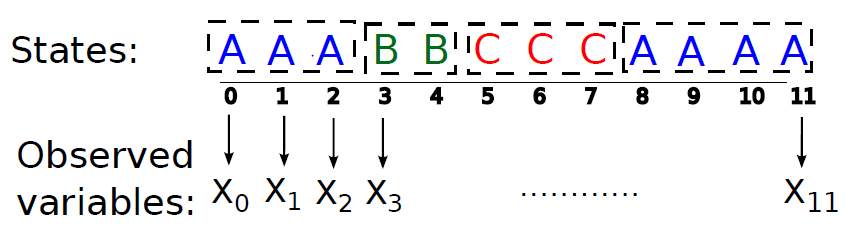 States: A A A B B C C C A A A A
0 1 2 3 4 5 6 7 8 9 10 11
Observed
variables: X0 X1 X2 X3 ............ X11